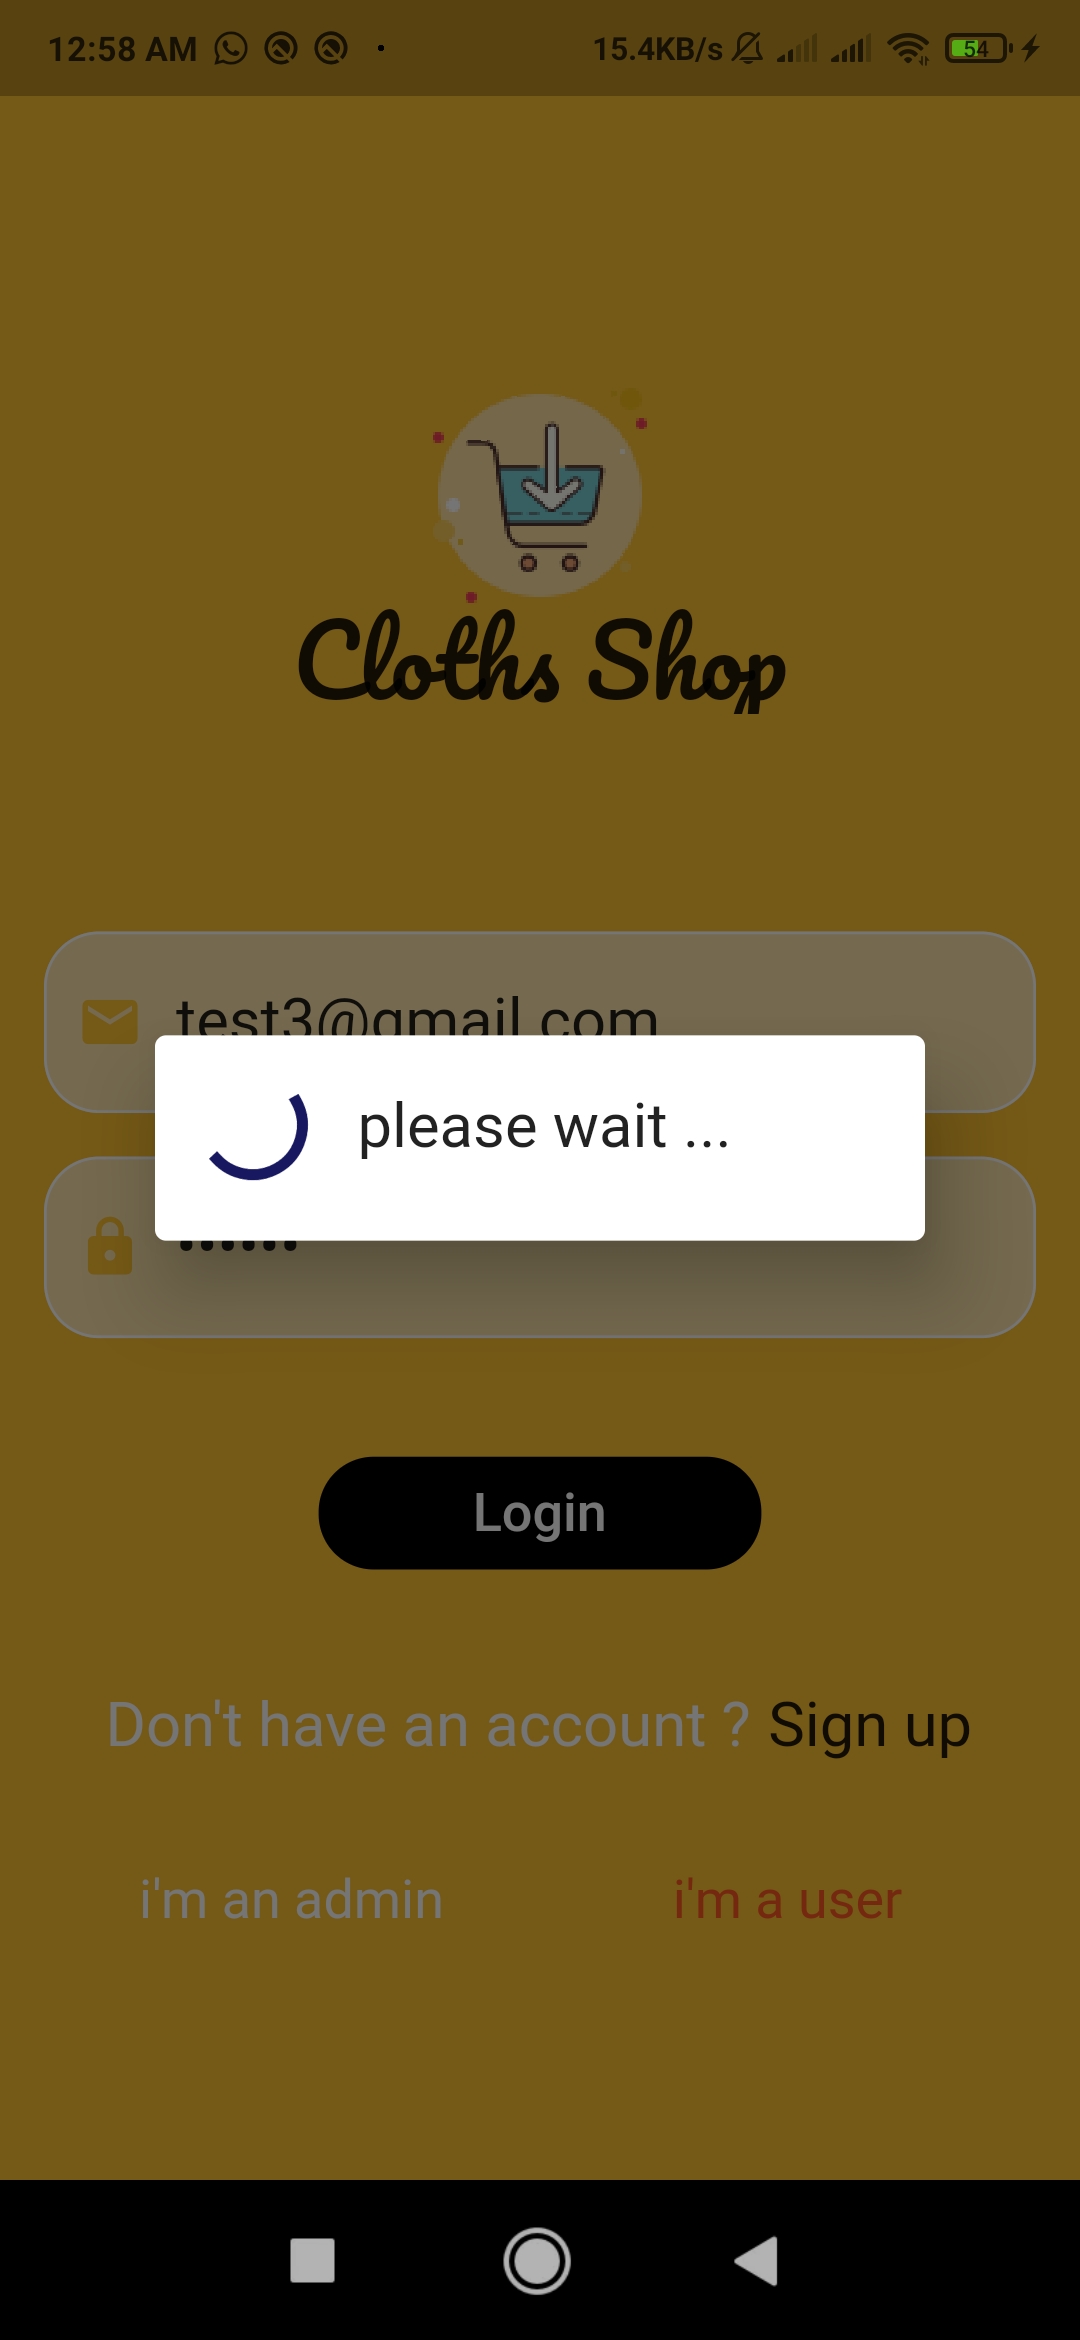 12:58 AM
15.4KB/s
54
Cloths Shop
test3@gmail.com
please wait ...
••••••
Login
Don't have an account ? Sign up
i'm an admin
i'm a user